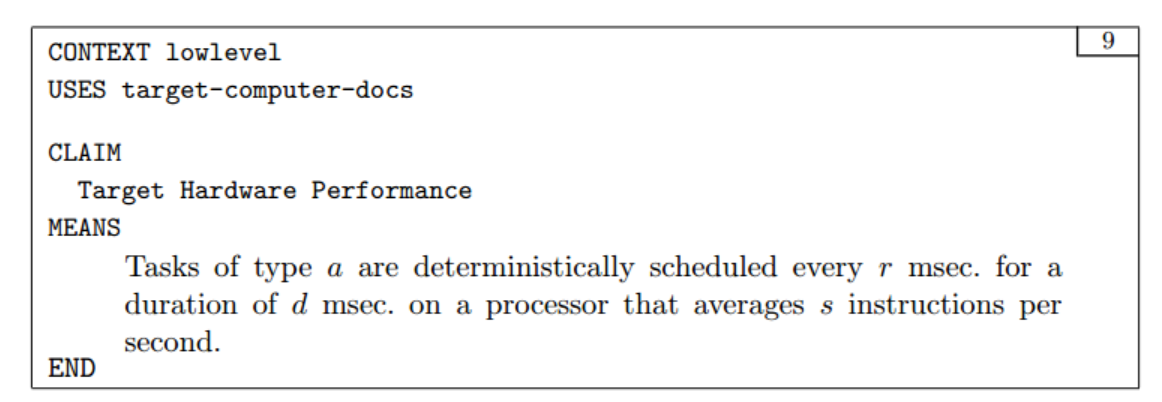 9
CONTEXT lowlevel
USES target-computer-docs
CLAIM
Target Hardware Performance
MEANS
Tasks of type a are deterministically scheduled every r msec. for a
duration of d msec. on a processor that averages s instructions per
second.
END